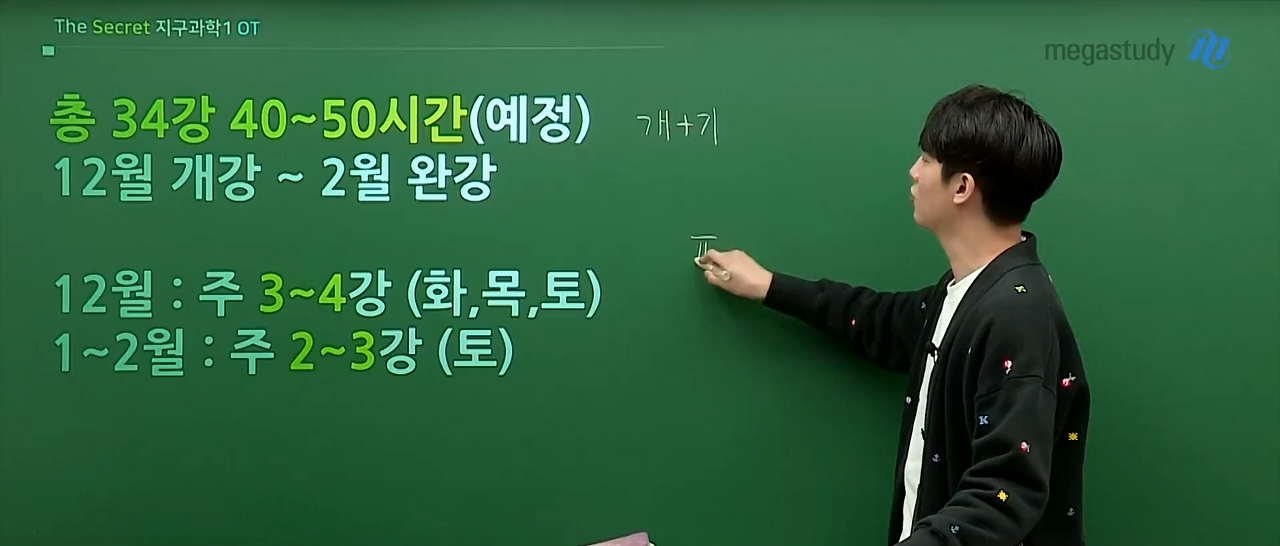 The Secret 지구과학1 OT
megastudy
총 34강 40~50시간(예정) 개+기
12월 개강 ~ 2월 완강
12월 : 주 3~4강 (화,목,토)
1~2월 : 주 2~3강 (토)